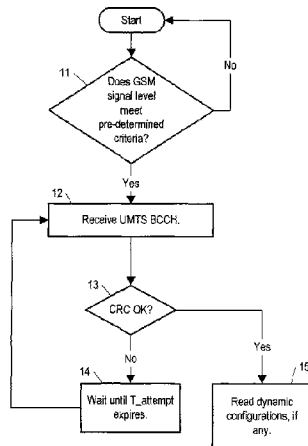 Start
No
11
Does GSM
signal level
meet
pre-determined
criteria?
Yes
12
Receive UMTS BCCH.
13
CRC OK?
No
Yes
14
Wait until T_attempt
expires.
15
Read dynamic
configurations, if
any.